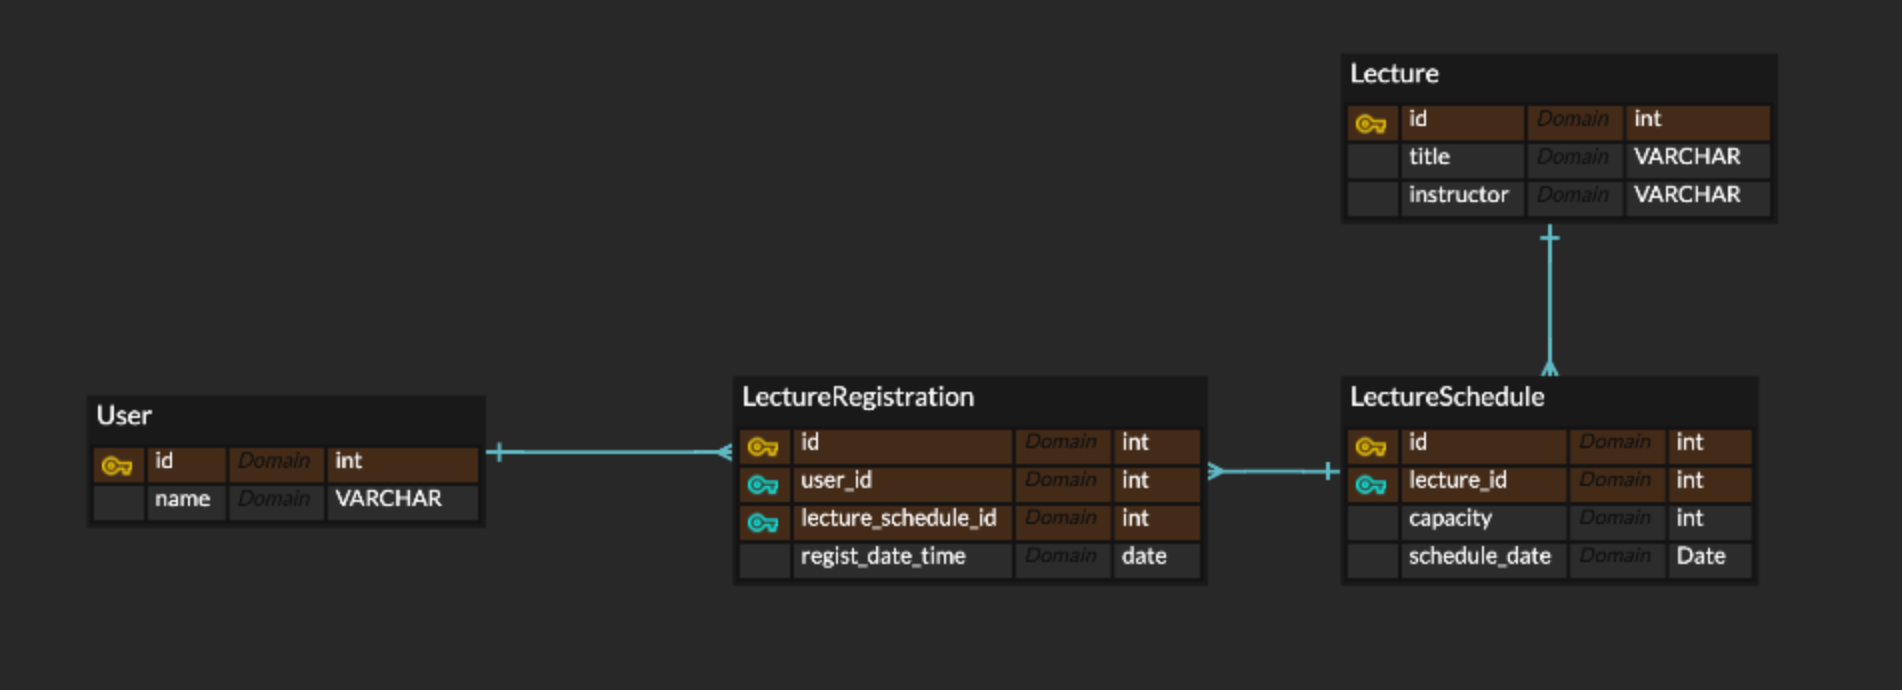 Lecture
id Domain int
title Domain VARCHAR
instructor Domain VARCHAR
User
id Domain int
name Domain VARCHAR
LectureRegistration
id Domain int
user_id Domain int
lecture_schedule_id Domain int
regist_date_time Domain date
LectureSchedule
id Domain int
lecture_id Domain int
capacity Domain int
schedule_date Domain Date